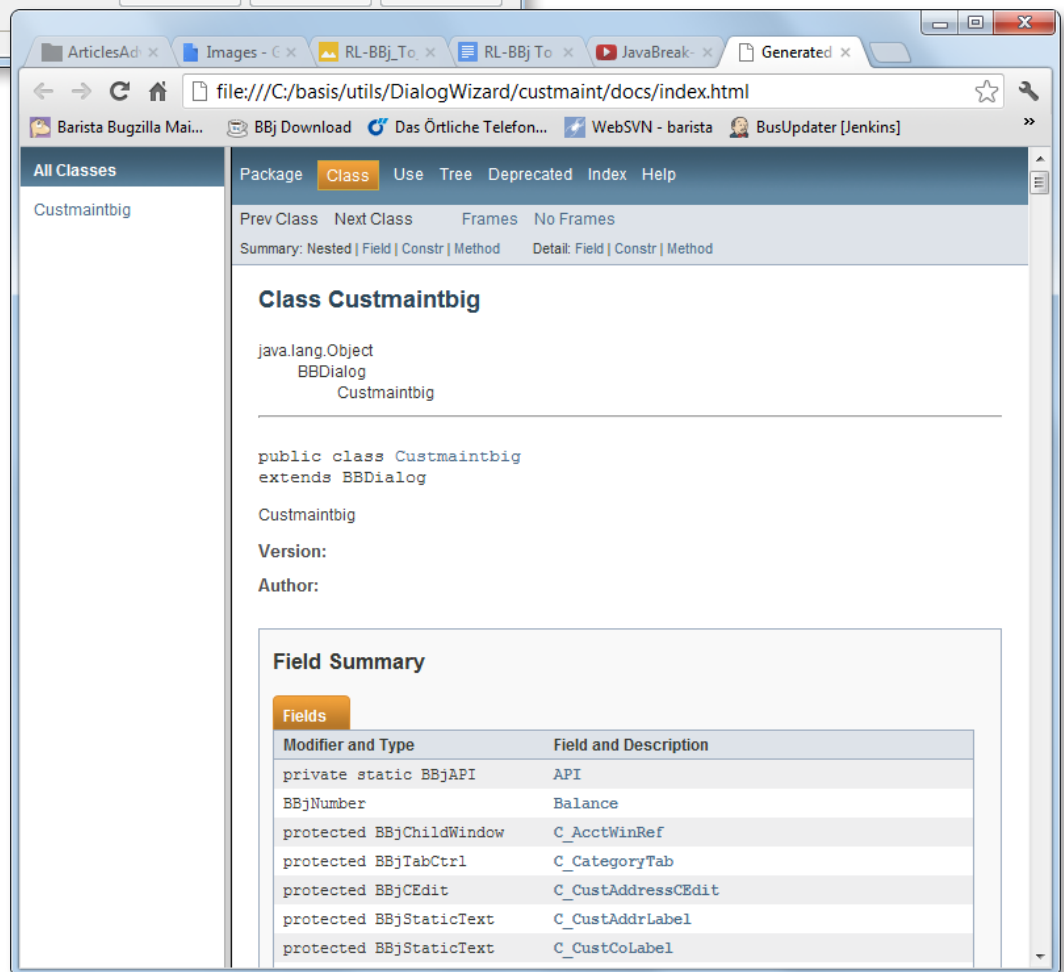 ArticlesAd
Images - G
RL-BBj_To
RL-BBj To
JavaBreak-
Generated
file:///C:/basis/utils/DialogWizard/custmaint/docs/index.html
Barista Bugzilla Mai...
BBj Download
Das Örtliche Telefon...
WebSVN - barista
BusUpdater [Jenkins]
»
All Classes
Custmaintbig
Package Class Use Tree Deprecated Index Help
Prev Class Next Class Frames No Frames
Summary: Nested | Field | Constr | Method Detail: Field | Constr | Method
Class Custmaintbig
java.lang.Object
BBDialog
Custmaintbig
public class Custmaintbig
extends BBDialog
Custmaintbig
Version:
Author:
Field Summary
Fields
Modifier and Type Field and Description
private static BBjAPI API
BBjNumber Balance
protected BBjChildWindow C_AcctWinRef
protected BBjTabCtrl C_CategoryTab
protected BBjCEdit C_CustAddressCEdit
protected BBjStaticText C_CustAddrLabel
protected BBjStaticText C_CustCoLabel